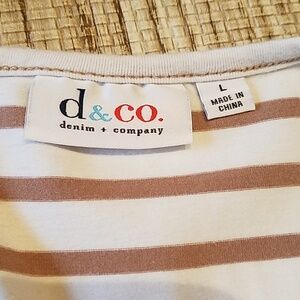 d&co.
denim + company
L
MADE IN
CHINA